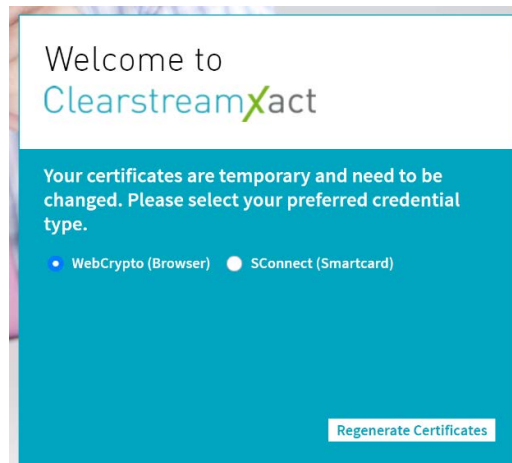 Welcome to
ClearstreamXact
Your certificates are temporary and need to be
changed. Please select your preferred credential
type.
WebCrypto (Browser) SConnect (Smartcard)
Regenerate Certificates